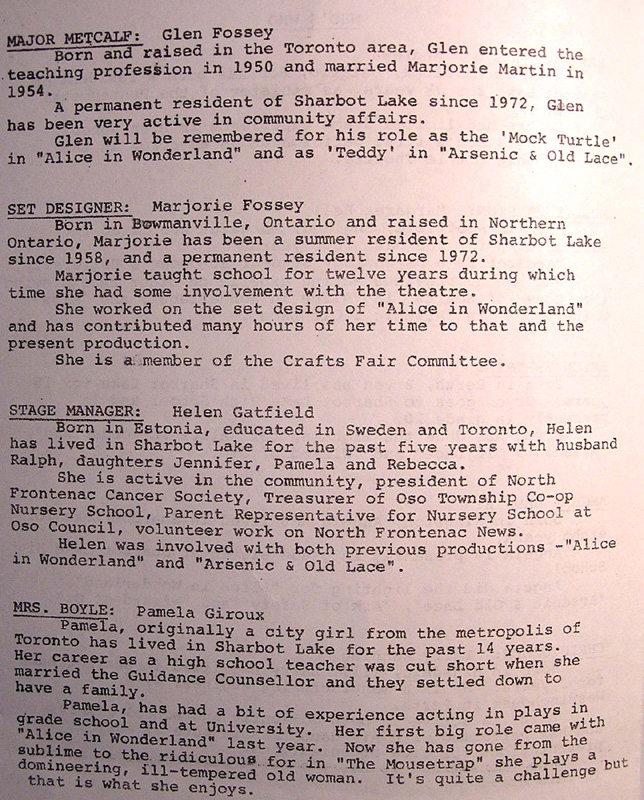 MAJOR METCALF: Glen Fossey
Born and raised in the Toronto area, Glen entered the
teaching profession in 1950 and married Marjorie Martin in
1954.
A permanent resident of Sharbot Lake since 1972, Glen
has been very active in community affairs.
Glen will be remembered for his role as the 'Mock Turtle'
in "Alice in Wonderland" and as 'Teddy' in "Arsenic & Old Lace".
SET DESIGNER: Marjorie Fossey
Born in Bowmanville, Ontario and raised in Northern
Ontario, Marjorie has been a summer resident of Sharbot Lake
since 1958, and a permanent resident since 1972.
Marjorie taught school for twelve years during which
time she had some involvement with the theatre.
She worked on the set design of "Alice in Wonderland"
and has contributed many hours of her time to that and the
present production.
She is a member of the Crafts Fair Committee.
STAGE MANAGER: Helen Gatfield
Born in Estonia, educated in Sweden and Toronto, Helen
has lived in Sharbot Lake for the past five years with husband
Ralph, daughters Jennifer, Pamela and Rebecca.
She is active in the community, president of North
Frontenac Cancer Society, Treasurer of Oso Township Co-op
Nursery School, Parent Representative for Nursery School at
Oso Council, volunteer work on North Frontenac News.
Helen was involved with both previous productions -"Alice
in Wonderland" and "Arsenic & Old Lace".
MRS. BOYLE: Pamela Giroux
Pamela, originally a city girl from the metropolis of
Toronto has lived in Sharbot Lake for the past 14 years.
Her career as a high school teacher was cut short when she
married the Guidance Counsellor and they settled down to
have a family.
Pamela, has had a bit of experience acting in plays in
grade school and at University. Her first big role came with
"Alice in Wonderland" last year. Now she has gone from the
sublime to the ridiculous for in "The Mousetrap" she plays a
domineering, ill-tempered old woman. It's quite a challenge but
that is what she enjoys.